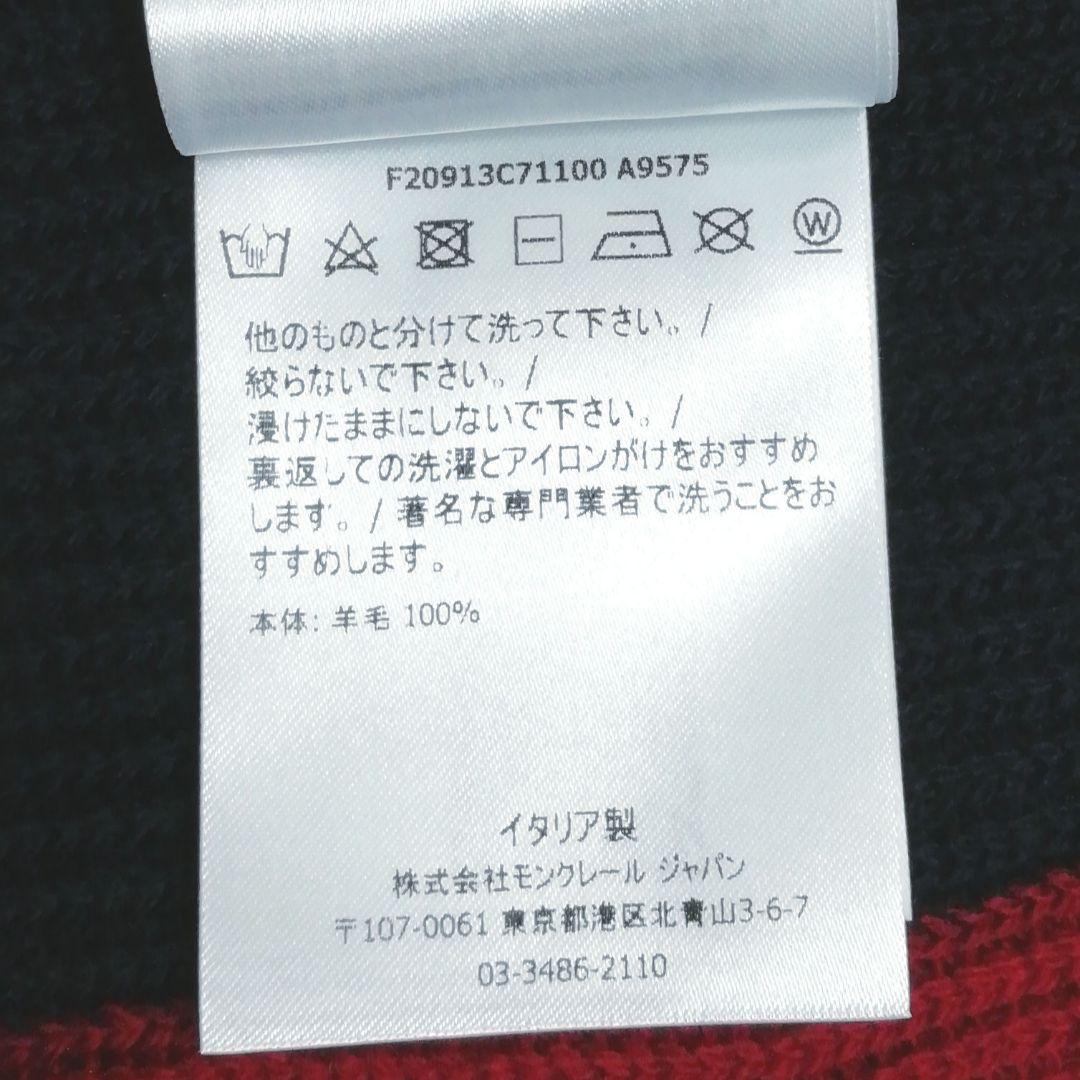 F20913C71100 A9575
W
他のものと分けて洗って下さい。/
絞らないで下さい。/
浸けたままにしないで下さい。/
裏返しての洗濯とアイロンがけをおすすめ
します。/ 著名な専門業者で洗うことをお
すすめします。
本体: 羊毛 100%
イタリア製
株式会社モンクレール ジャパン
〒107-0061 東京都港区北青山3-6-7
03-3486-2110